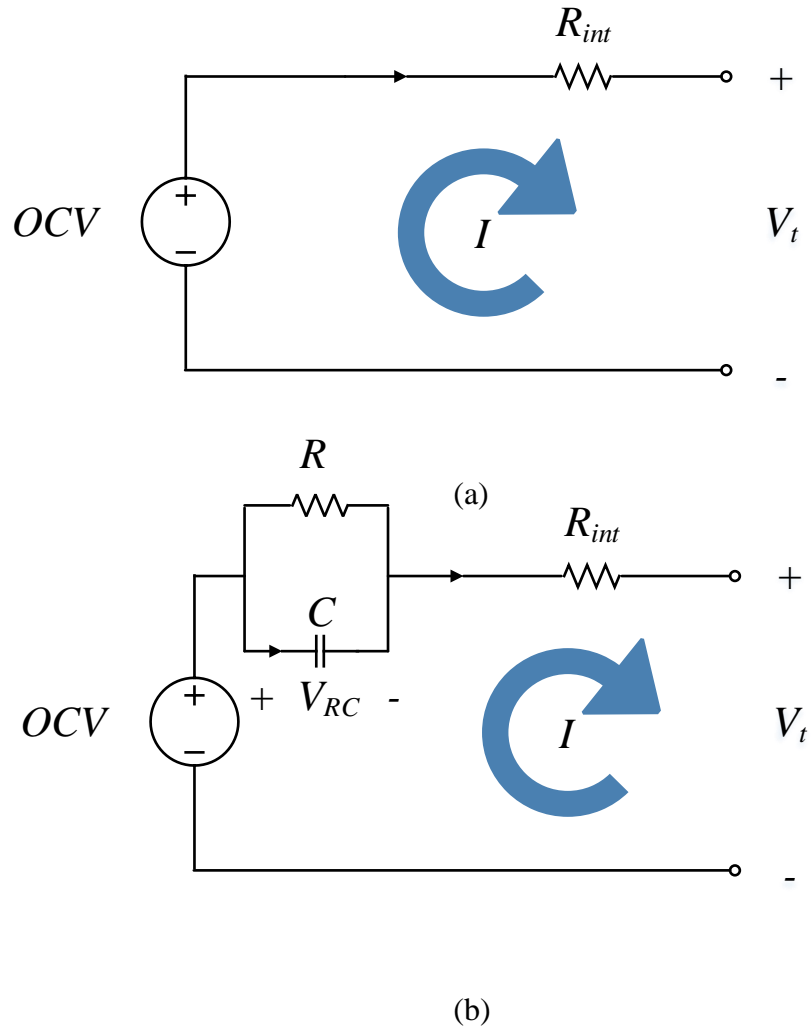 R_int
+
+
OCV
I
V_t
−
-
R
(a)
R_int
+
C
+
+ V_RC -
OCV
I
V_t
−
-
(b)